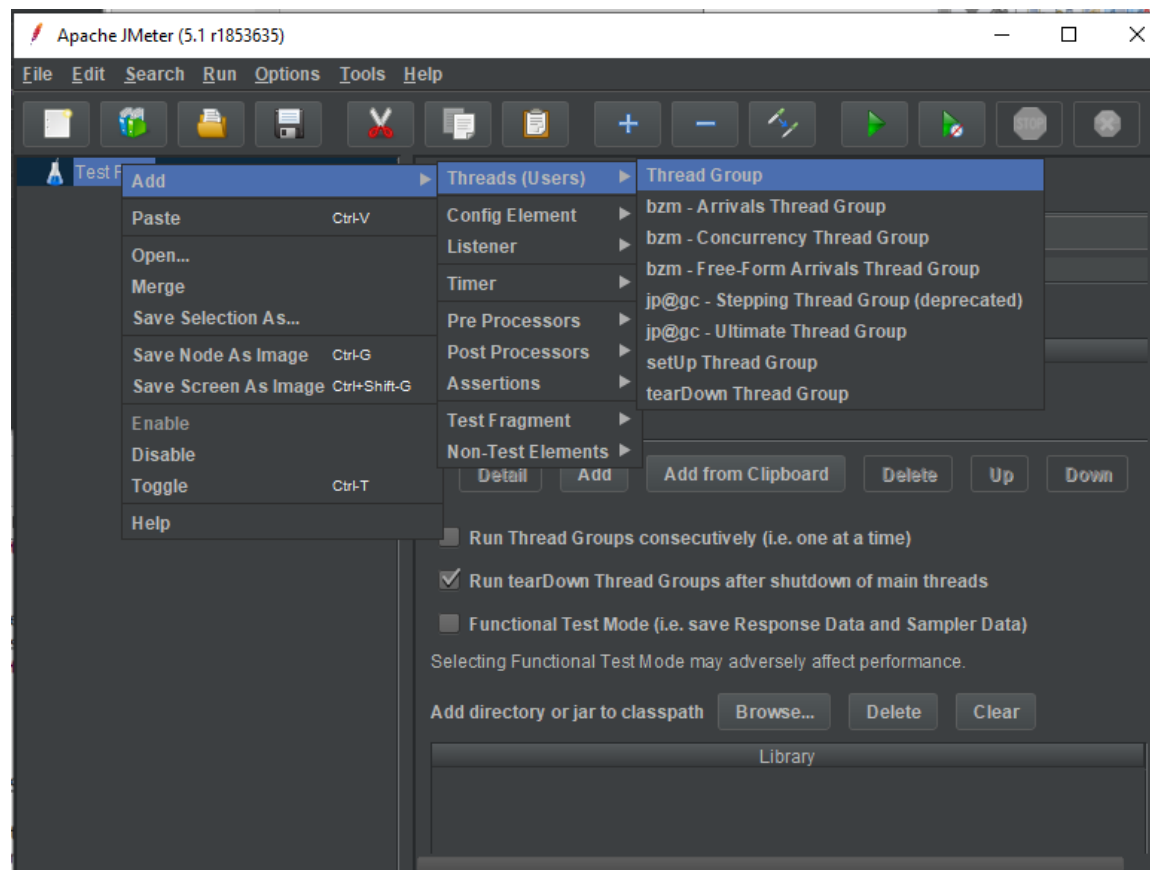 Apache JMeter (5.1 r1853635)
File Edit Search Run Options Tools Help
STOP
Test
Add
Paste Ctrl-V
Open...
Merge
Save Selection As...
Save Node As Image Ctrl-G
Save Screen As Image Ctrl+Shift-G
Enable
Disable
Toggle Ctrl-T
Help
Threads (Users)
Config Element
Listener
Timer
Pre Processors
Post Processors
Assertions
Test Fragment
Non-Test Elements
Thread Group
bzm - Arrivals Thread Group
bzm - Concurrency Thread Group
bzm - Free-Form Arrivals Thread Group
jp@gc - Stepping Thread Group (deprecated)
jp@gc - Ultimate Thread Group
setUp Thread Group
tearDown Thread Group
Detail Add Add from Clipboard Delete Up Down
Run Thread Groups consecutively (i.e. one at a time)
Run tearDown Thread Groups after shutdown of main threads
Functional Test Mode (i.e. save Response Data and Sampler Data)
Selecting Functional Test Mode may adversely affect performance.
Add directory or jar to classpath Browse... Delete Clear
Library